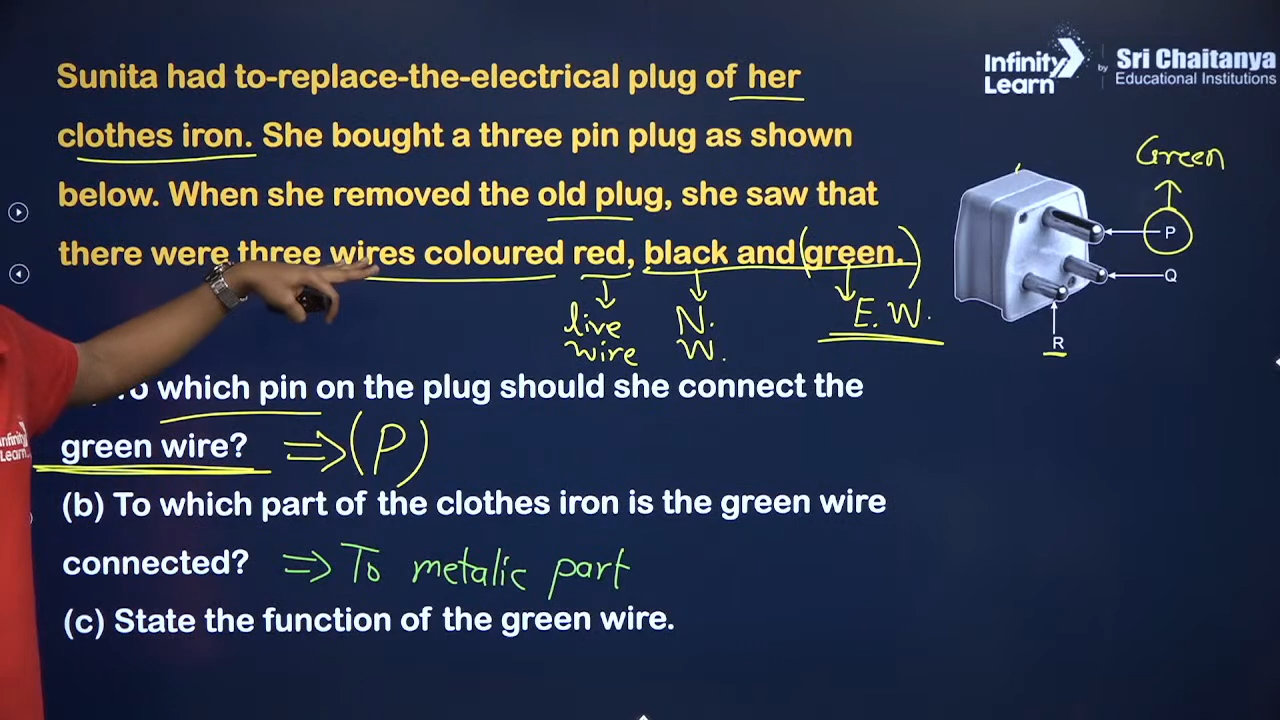 Sunita had to-replace-the-electrical plug of her
clothes iron. She bought a three pin plug as shown
below. When she removed the old plug, she saw that
there were three wires coloured red, black and (green.)
live
wire
N.
W.
E.W.
To which pin on the plug should she connect the
green wire? ⇒ (P)
(b) To which part of the clothes iron is the green wire
connected? ⇒ To metalic part
(c) State the function of the green wire.
Infinity
Learn
by
Sri Chaitanya
Educational Institutions
Green
P
Q
R
Infinity
Learn